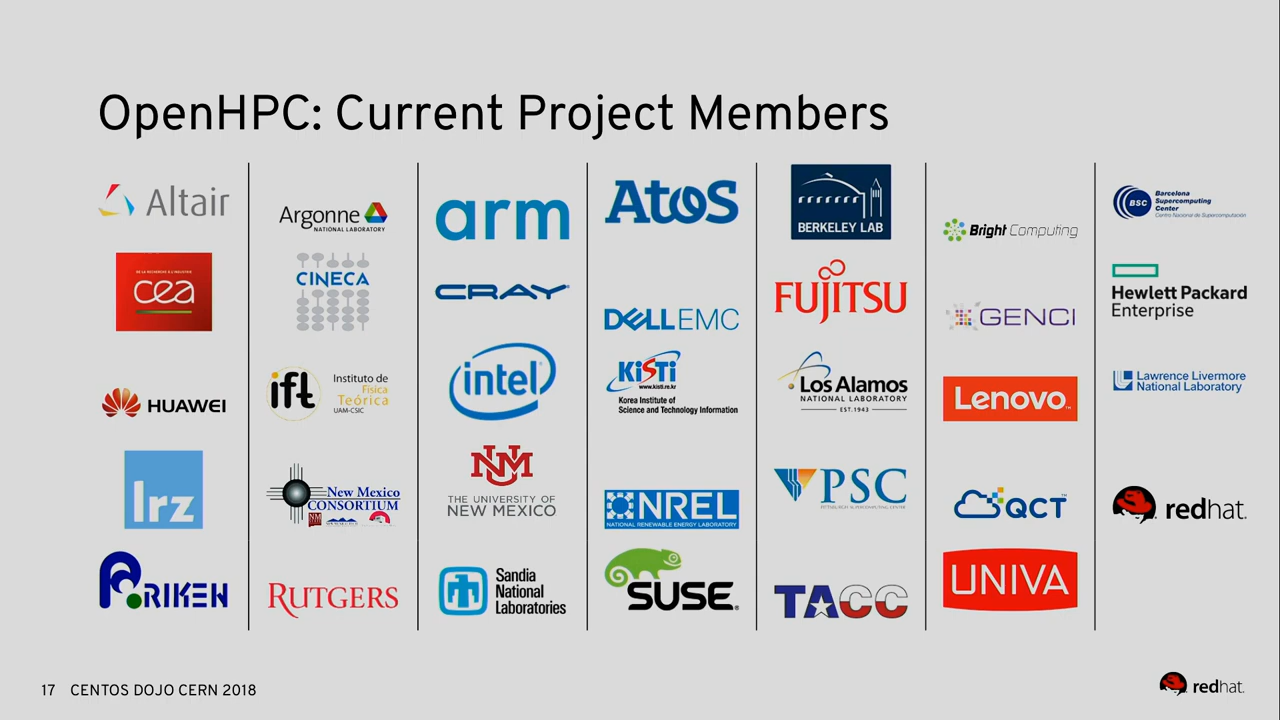 OpenHPC: Current Project Members
Altair
cea
HUAWEI
lrz
RIKEN
Argonne
NATIONAL LABORATORY
CINECA
ift
Instituto de
Física
Teórica
UAM-CSIC
New Mexico
CONSORTIUM
RUTGERS
arm
CRAY
intel
THE UNIVERSITY OF
NEW MEXICO
Sandia
National
Laboratories
Atos
DELLEMC
KiSTi
www.kisti.re.kr
Korea Institute of
Science and Technology Information
NREL
NATIONAL RENEWABLE ENERGY LABORATORY
SUSE
BERKELEY LAB
FUJITSU
Los Alamos
NATIONAL LABORATORY
EST. 1943
PSC
PITTSBURGH SUPERCOMPUTING CENTER
TACC
Bright Computing
GENCI
Lenovo
QCT
UNIVA
BSC
Barcelona
Supercomputing
Center
Centro Nacional de Supercomputación
Hewlett Packard
Enterprise
Lawrence Livermore
National Laboratory
redhat.
17 CENTOS DOJO CERN 2018
redhat.